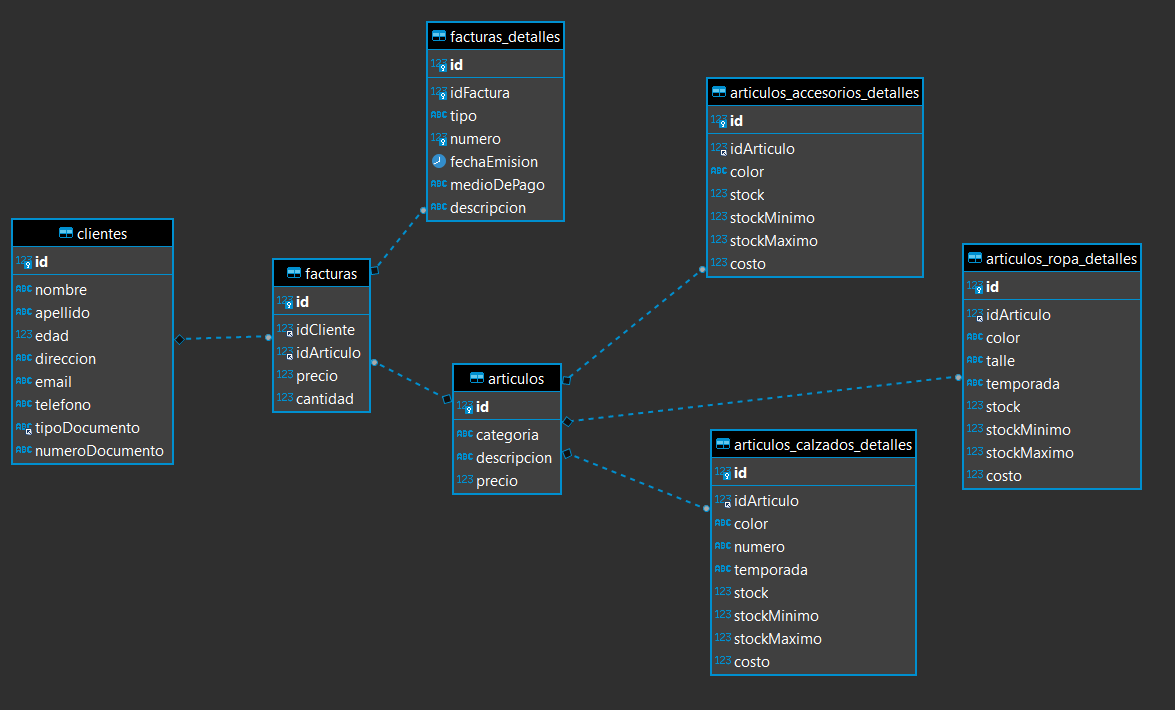 facturas_detalles
123 id
123 idFactura
ABC tipo
123 numero
fechaEmision
ABC medioDePago
ABC descripcion
clientes
123 id
ABC nombre
ABC apellido
123 edad
ABC direccion
ABC email
ABC telefono
ABC tipoDocumento
ABC numeroDocumento
facturas
123 id
123 idCliente
123 idArticulo
123 precio
123 cantidad
articulos
123 id
ABC categoria
ABC descripcion
123 precio
articulos_accesorios_detalles
123 id
123 idArticulo
ABC color
123 stock
123 stockMinimo
123 stockMaximo
123 costo
articulos_calzados_detalles
123 id
123 idArticulo
ABC color
ABC numero
ABC temporada
123 stock
123 stockMinimo
123 stockMaximo
123 costo
articulos_ropa_detalles
123 id
123 idArticulo
ABC color
ABC talle
ABC temporada
123 stock
123 stockMinimo
123 stockMaximo
123 costo